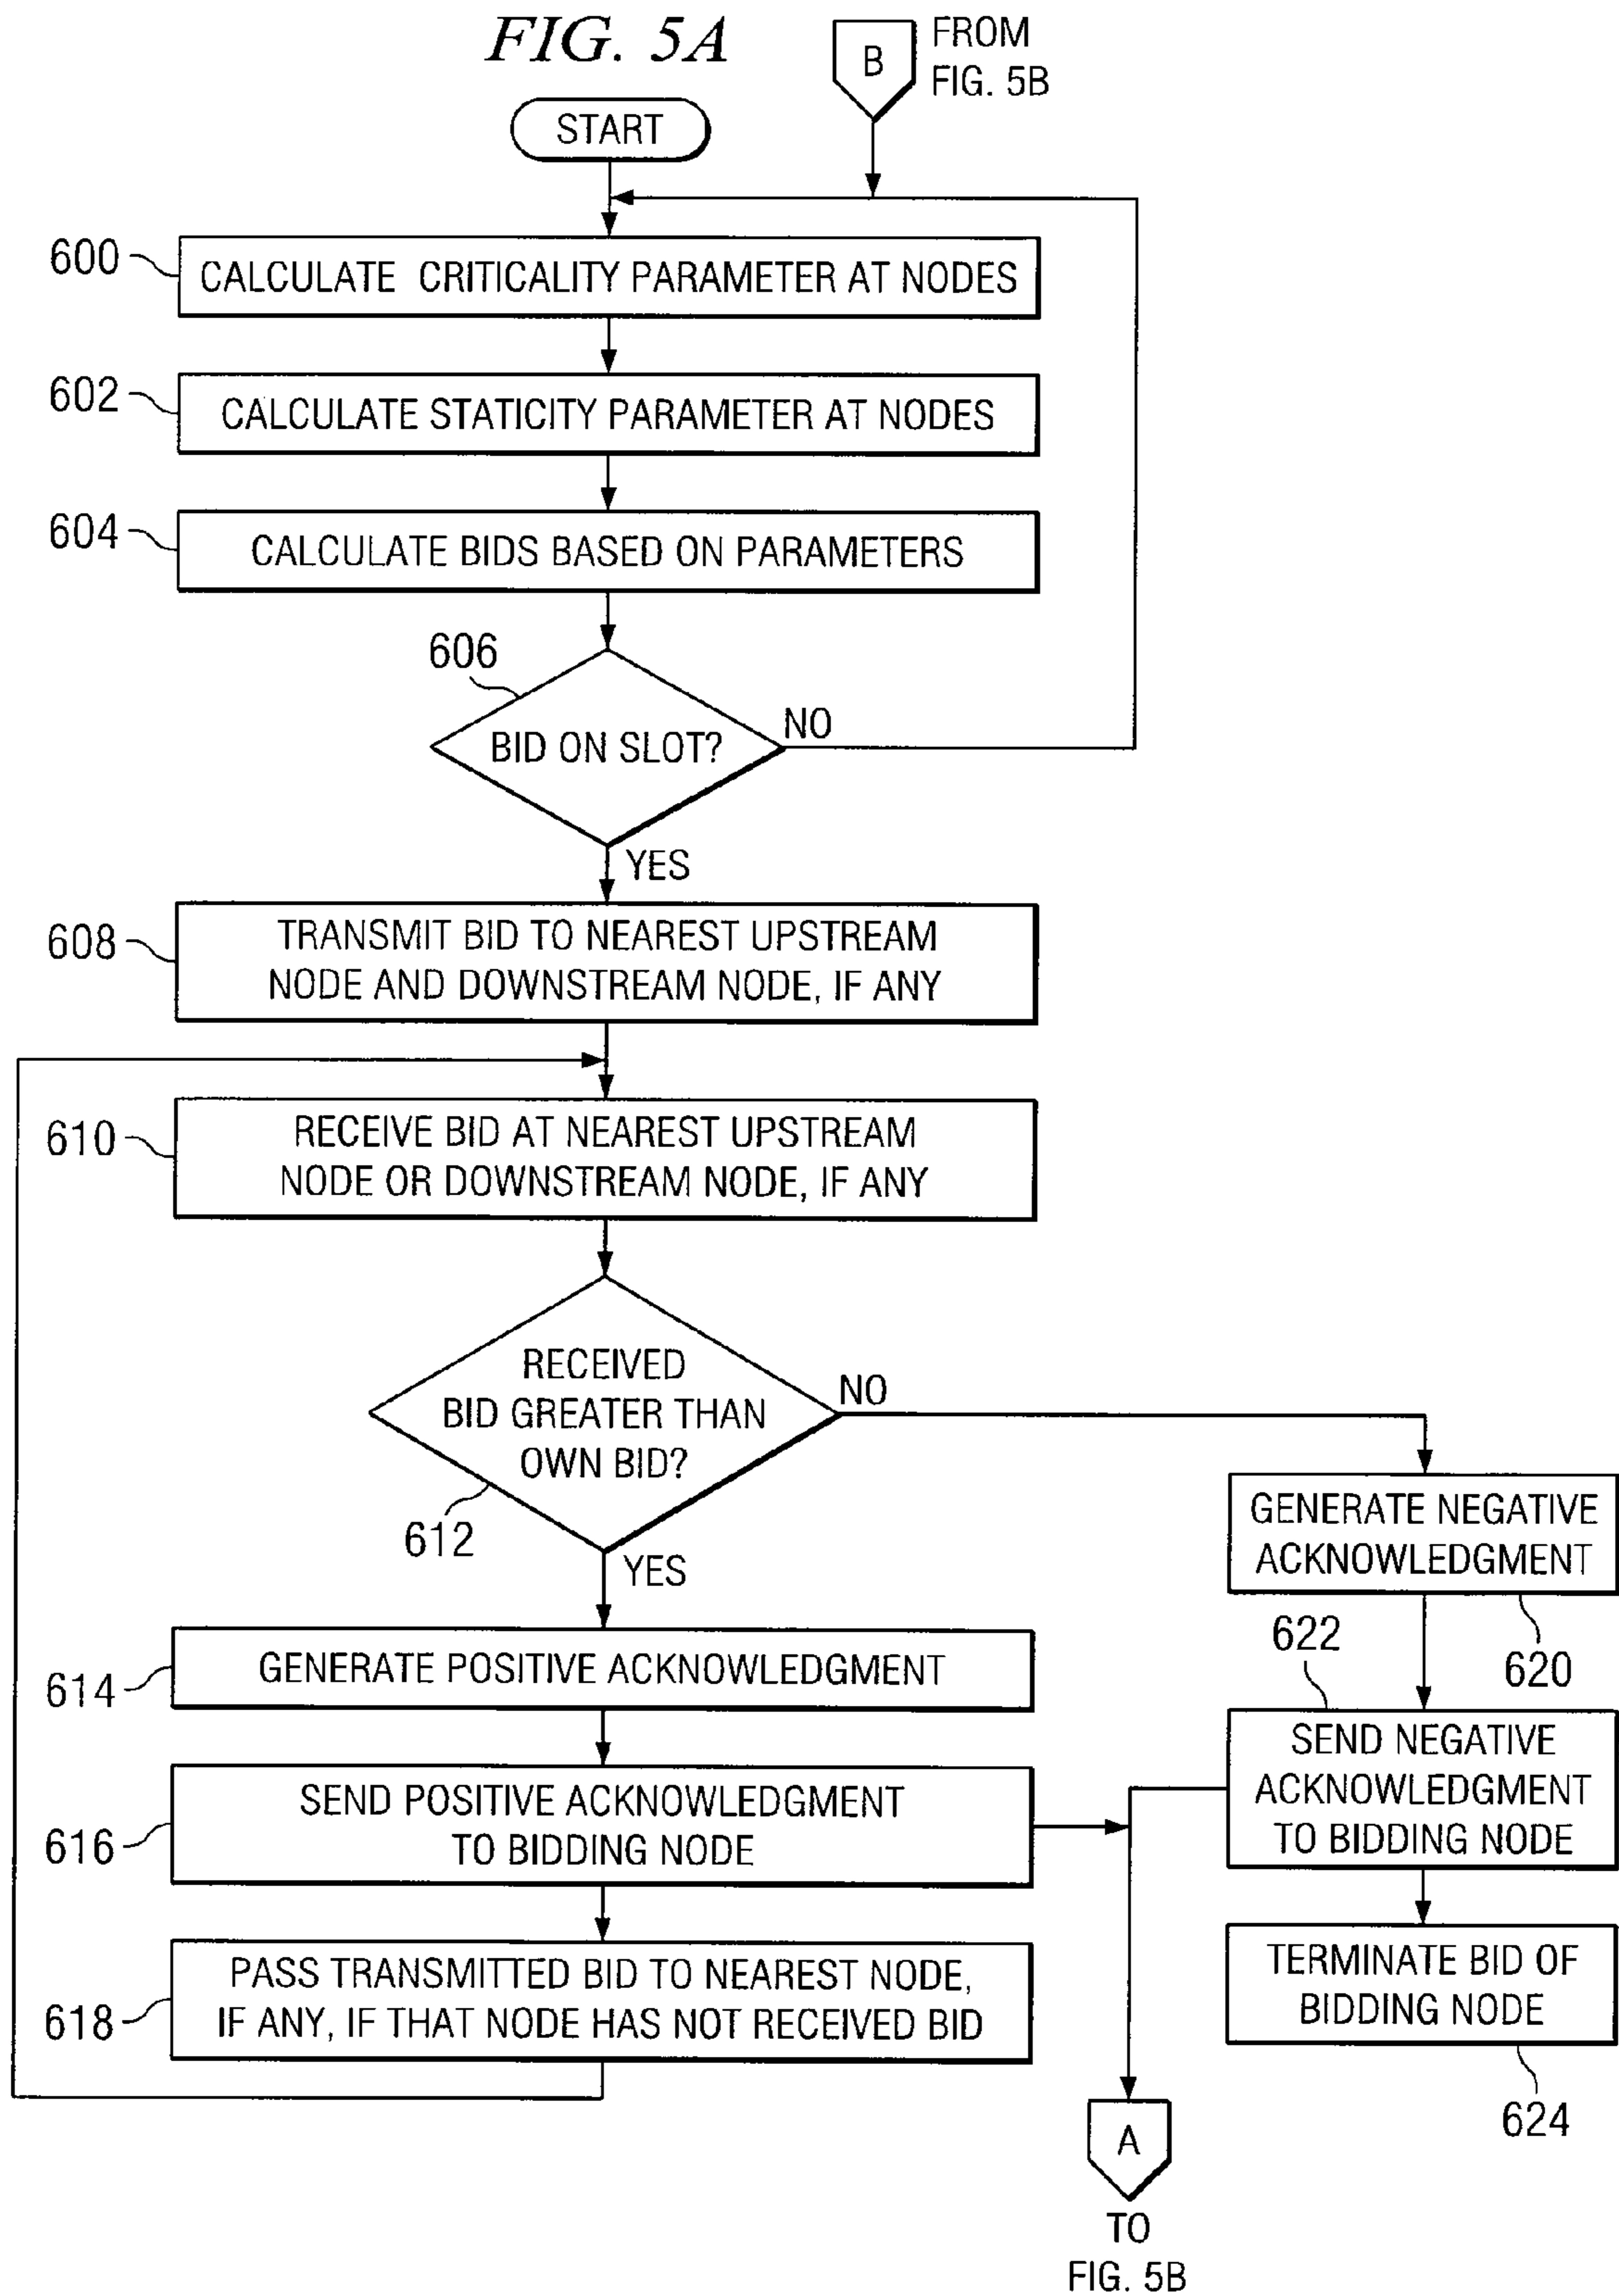 FIG. 5A
B
FROM
FIG. 5B
START
600
CALCULATE CRITICALITY PARAMETER AT NODES
602
CALCULATE STATICITY PARAMETER AT NODES
604
CALCULATE BIDS BASED ON PARAMETERS
606
BID ON SLOT?
NO
YES
608
TRANSMIT BID TO NEAREST UPSTREAM
NODE AND DOWNSTREAM NODE, IF ANY
610
RECEIVE BID AT NEAREST UPSTREAM
NODE OR DOWNSTREAM NODE, IF ANY
RECEIVED
BID GREATER THAN
OWN BID?
NO
612
YES
GENERATE NEGATIVE
ACKNOWLEDGMENT
620
614
GENERATE POSITIVE ACKNOWLEDGMENT
622
SEND NEGATIVE
ACKNOWLEDGMENT
TO BIDDING NODE
616
SEND POSITIVE ACKNOWLEDGMENT
TO BIDDING NODE
618
PASS TRANSMITTED BID TO NEAREST NODE,
IF ANY, IF THAT NODE HAS NOT RECEIVED BID
TERMINATE BID OF
BIDDING NODE
624
A
TO
FIG. 5B